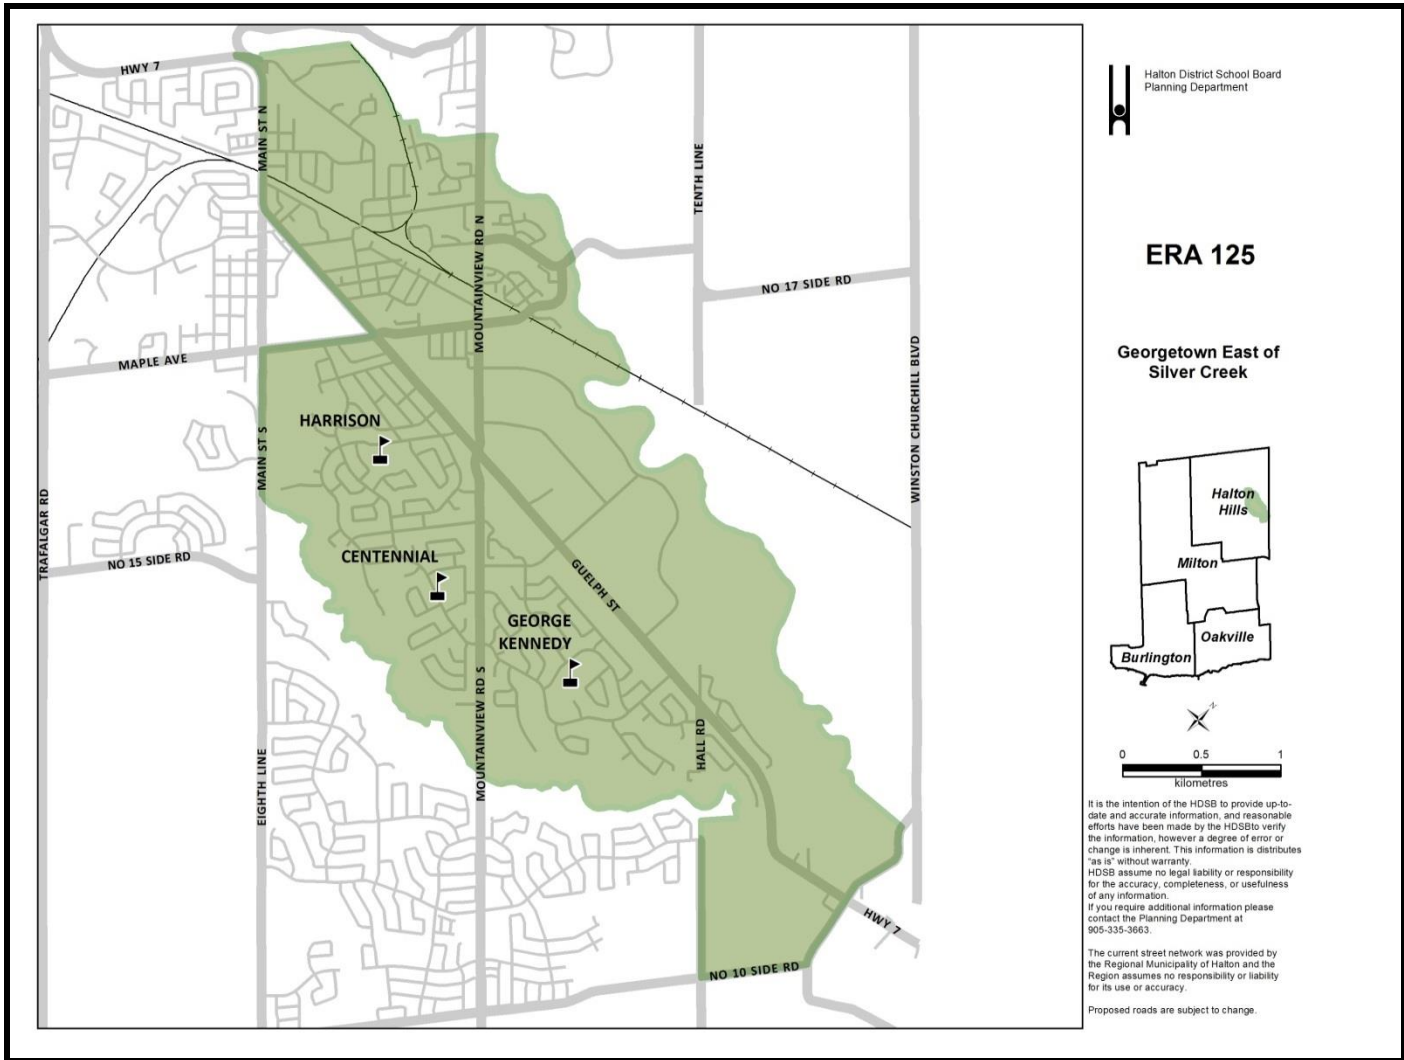 HWY 7
MAIN ST N
MOUNTAINVIEW RD N
TENTH LINE
NO 17 SIDE RD
MAPLE AVE
WINSTON CHURCHILL BLVD
HARRISON
MAIN ST S
TRAFALGAR RD
NO 15 SIDE RD
CENTENNIAL
GUELPH ST
GEORGE
KENNEDY
MOUNTAINVIEW RD S
HALL RD
EIGHTH LINE
HWY 7
NO 10 SIDE RD
Halton District School Board
Planning Department
ERA 125
Georgetown East of
Silver Creek
Halton
Hills
Milton
Oakville
Burlington
N
0 0.5 1
kilometres
It is the intention of the HDSB to provide up-to-
date and accurate information, and reasonable
efforts have been made by the HDSBto verify
the information, however a degree of error or
change is inherent. This information is distributes
"as is" without warranty.
HDSB assume no legal liability or responsibility
for the accuracy, completeness, or usefulness
of any information.
If you require additional information please
contact the Planning Department at
905-335-3663.
The current street network was provided by
the Regional Municipality of Halton and the
Region assumes no responsibility or liability
for its use or accuracy.
Proposed roads are subject to change.